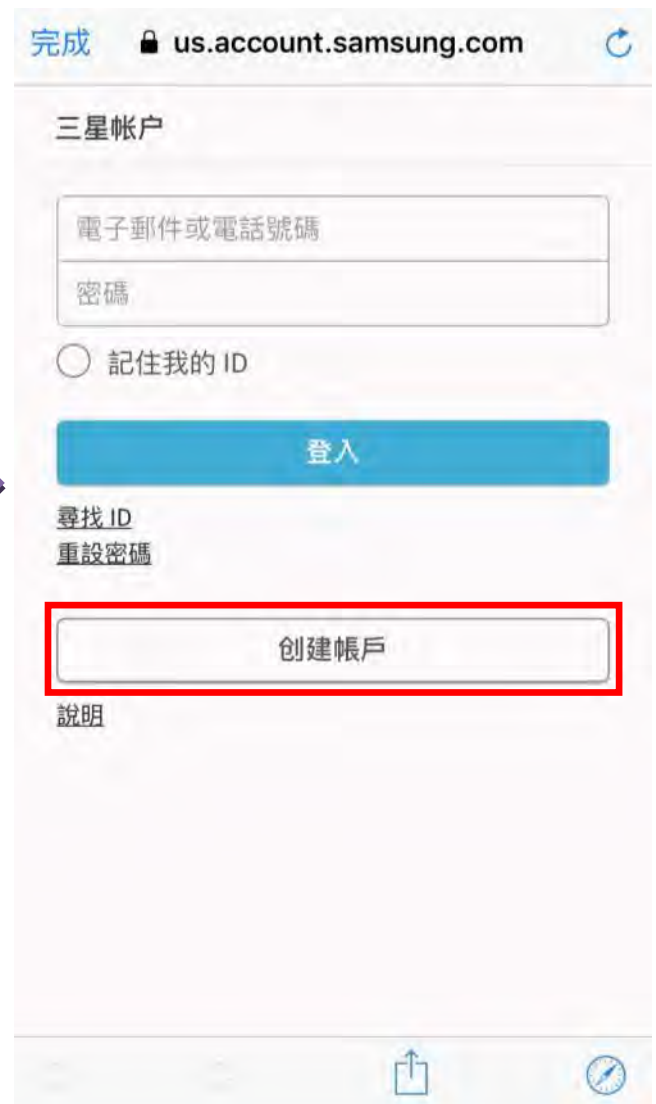 完成 us.account.samsung.com
三星帐户
電子郵件或電話號碼
密碼
記住我的 ID
登入
尋找 ID
重設密碼
创建帳戶
說明